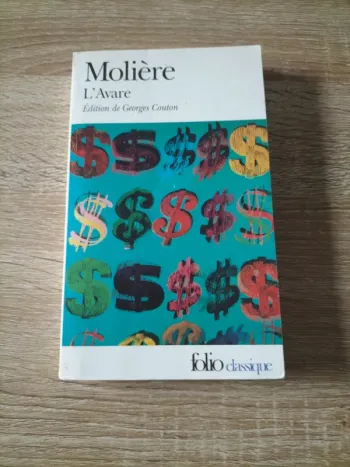 Molière
L'Avare
Édition de Georges Couton
folio classique